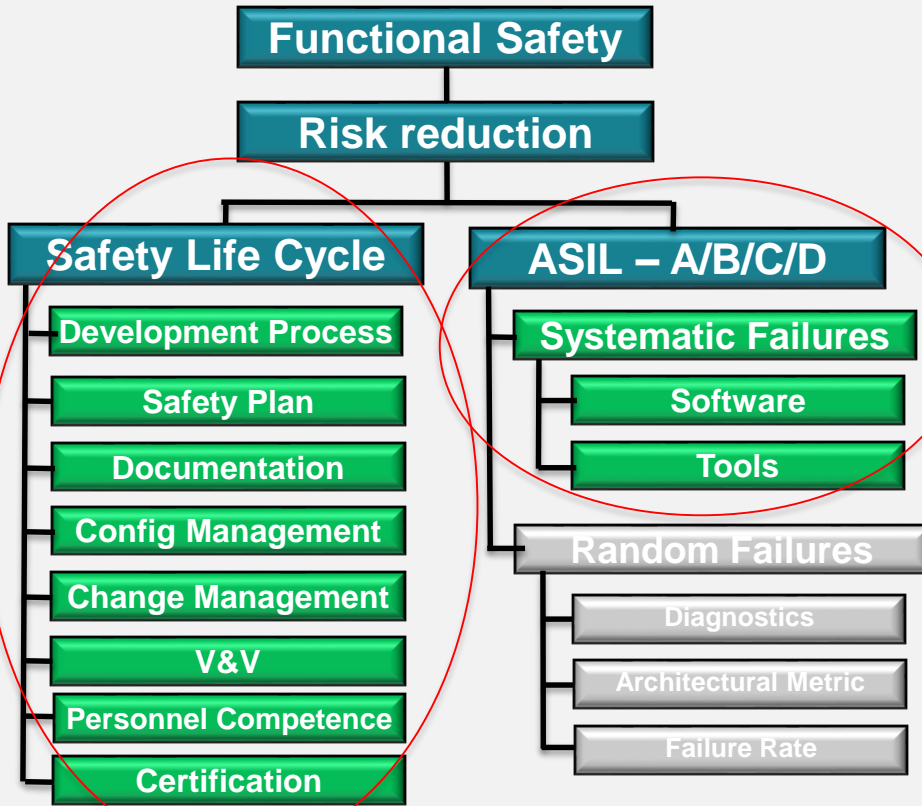 Functional Safety
Risk reduction
Safety Life Cycle
Development Process
Safety Plan
Documentation
Config Management
Change Management
V&V
Personnel Competence
Certification
ASIL – A/B/C/D
Systematic Failures
Software
Tools
Random Failures
Diagnostics
Architectural Metric
Failure Rate